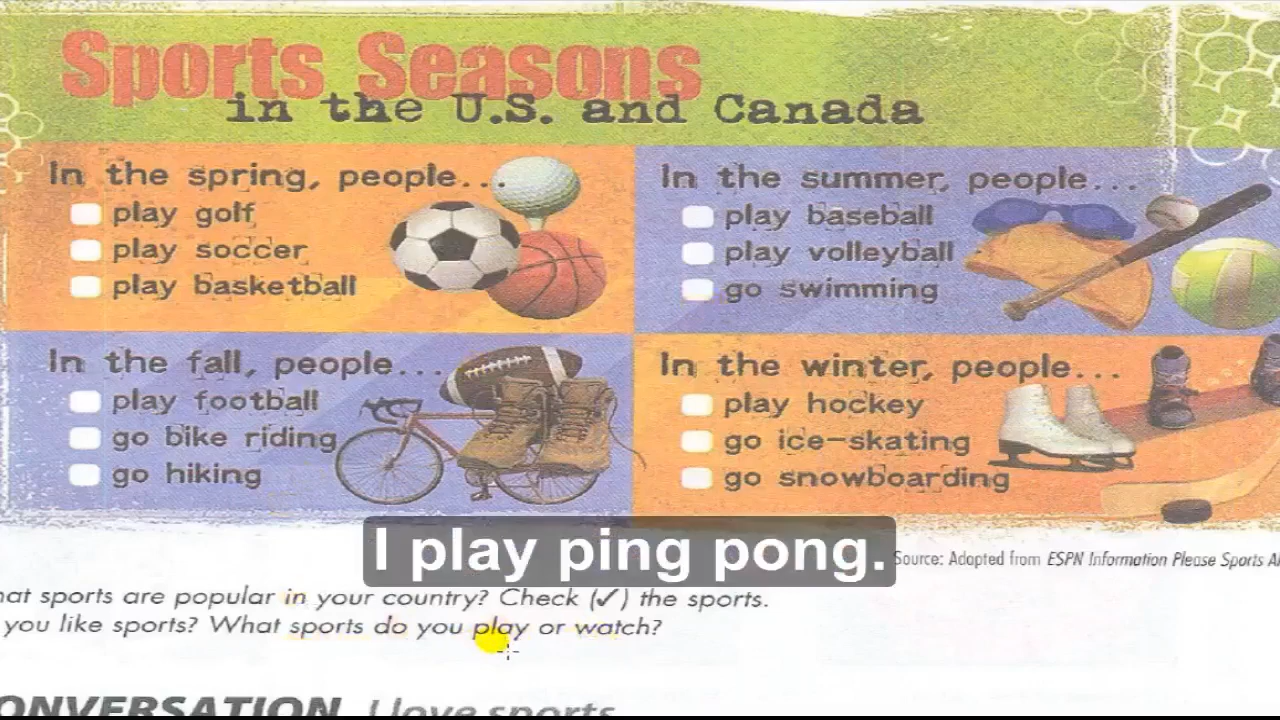 Sports Seasons
in the U.S. and Canada
In the spring, people...
play golf
play soccer
play basketball
In the summer, people...
play baseball
play volleyball
go swimming
In the fall, people...
play football
go bike riding
go hiking
In the winter, people...
play hockey
go ice-skating
go snowboarding
I play ping pong.
Source: Adapted from ESPN Information Please Sports
sports are popular in your country? Check (✓) the sports.
you like sports? What sports do you play or watch?
I love sports